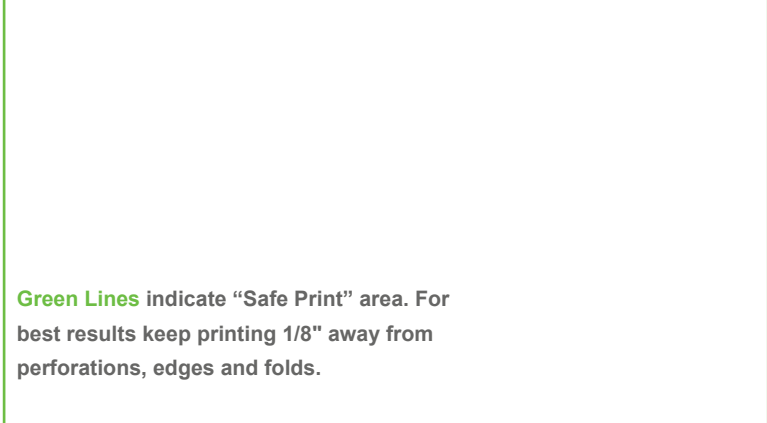 Green Lines indicate “Safe Print” area. For
best results keep printing 1/8" away from
perforations, edges and folds.